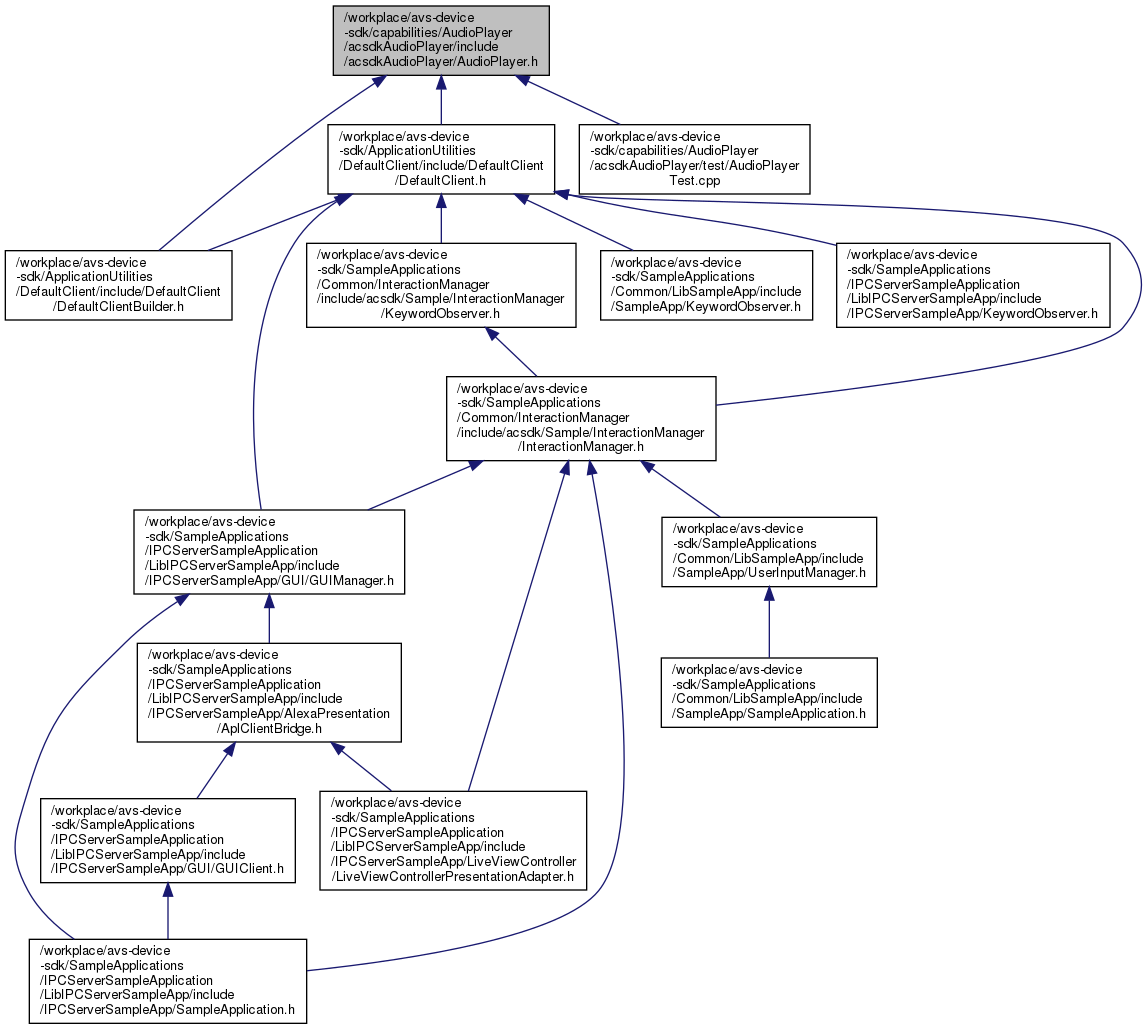 /workplace/avs-device
-sdk/capabilities/AudioPlayer
/acsdkAudioPlayer/include
/acsdkAudioPlayer/AudioPlayer.h
/workplace/avs-device
-sdk/ApplicationUtilities
/DefaultClient/include/DefaultClient
/DefaultClient.h
/workplace/avs-device
-sdk/capabilities/AudioPlayer
/acsdkAudioPlayer/test/AudioPlayer
Test.cpp
/workplace/avs-device
-sdk/ApplicationUtilities
/DefaultClient/include/DefaultClient
/DefaultClientBuilder.h
/workplace/avs-device
-sdk/SampleApplications
/Common/InteractionManager
/include/acsdk/Sample/InteractionManager
/KeywordObserver.h
/workplace/avs-device
-sdk/SampleApplications
/Common/LibSampleApp/include
/SampleApp/KeywordObserver.h
/workplace/avs-device
-sdk/SampleApplications
/IPCServerSampleApplication
/LibIPCServerSampleApp/include
/IPCServerSampleApp/KeywordObserver.h
/workplace/avs-device
-sdk/SampleApplications
/Common/InteractionManager
/include/acsdk/Sample/InteractionManager
/InteractionManager.h
/workplace/avs-device
-sdk/SampleApplications
/IPCServerSampleApplication
/LibIPCServerSampleApp/include
/IPCServerSampleApp/GUI/GUIManager.h
/workplace/avs-device
-sdk/SampleApplications
/Common/LibSampleApp/include
/SampleApp/UserInputManager.h
/workplace/avs-device
-sdk/SampleApplications
/IPCServerSampleApplication
/LibIPCServerSampleApp/include
/IPCServerSampleApp/AlexaPresentation
/AplClientBridge.h
/workplace/avs-device
-sdk/SampleApplications
/Common/LibSampleApp/include
/SampleApp/SampleApplication.h
/workplace/avs-device
-sdk/SampleApplications
/IPCServerSampleApplication
/LibIPCServerSampleApp/include
/IPCServerSampleApp/GUI/GUIClient.h
/workplace/avs-device
-sdk/SampleApplications
/IPCServerSampleApplication
/LibIPCServerSampleApp/include
/IPCServerSampleApp/LiveViewController
/LiveViewControllerPresentationAdapter.h
/workplace/avs-device
-sdk/SampleApplications
/IPCServerSampleApplication
/LibIPCServerSampleApp/include
/IPCServerSampleApp/SampleApplication.h